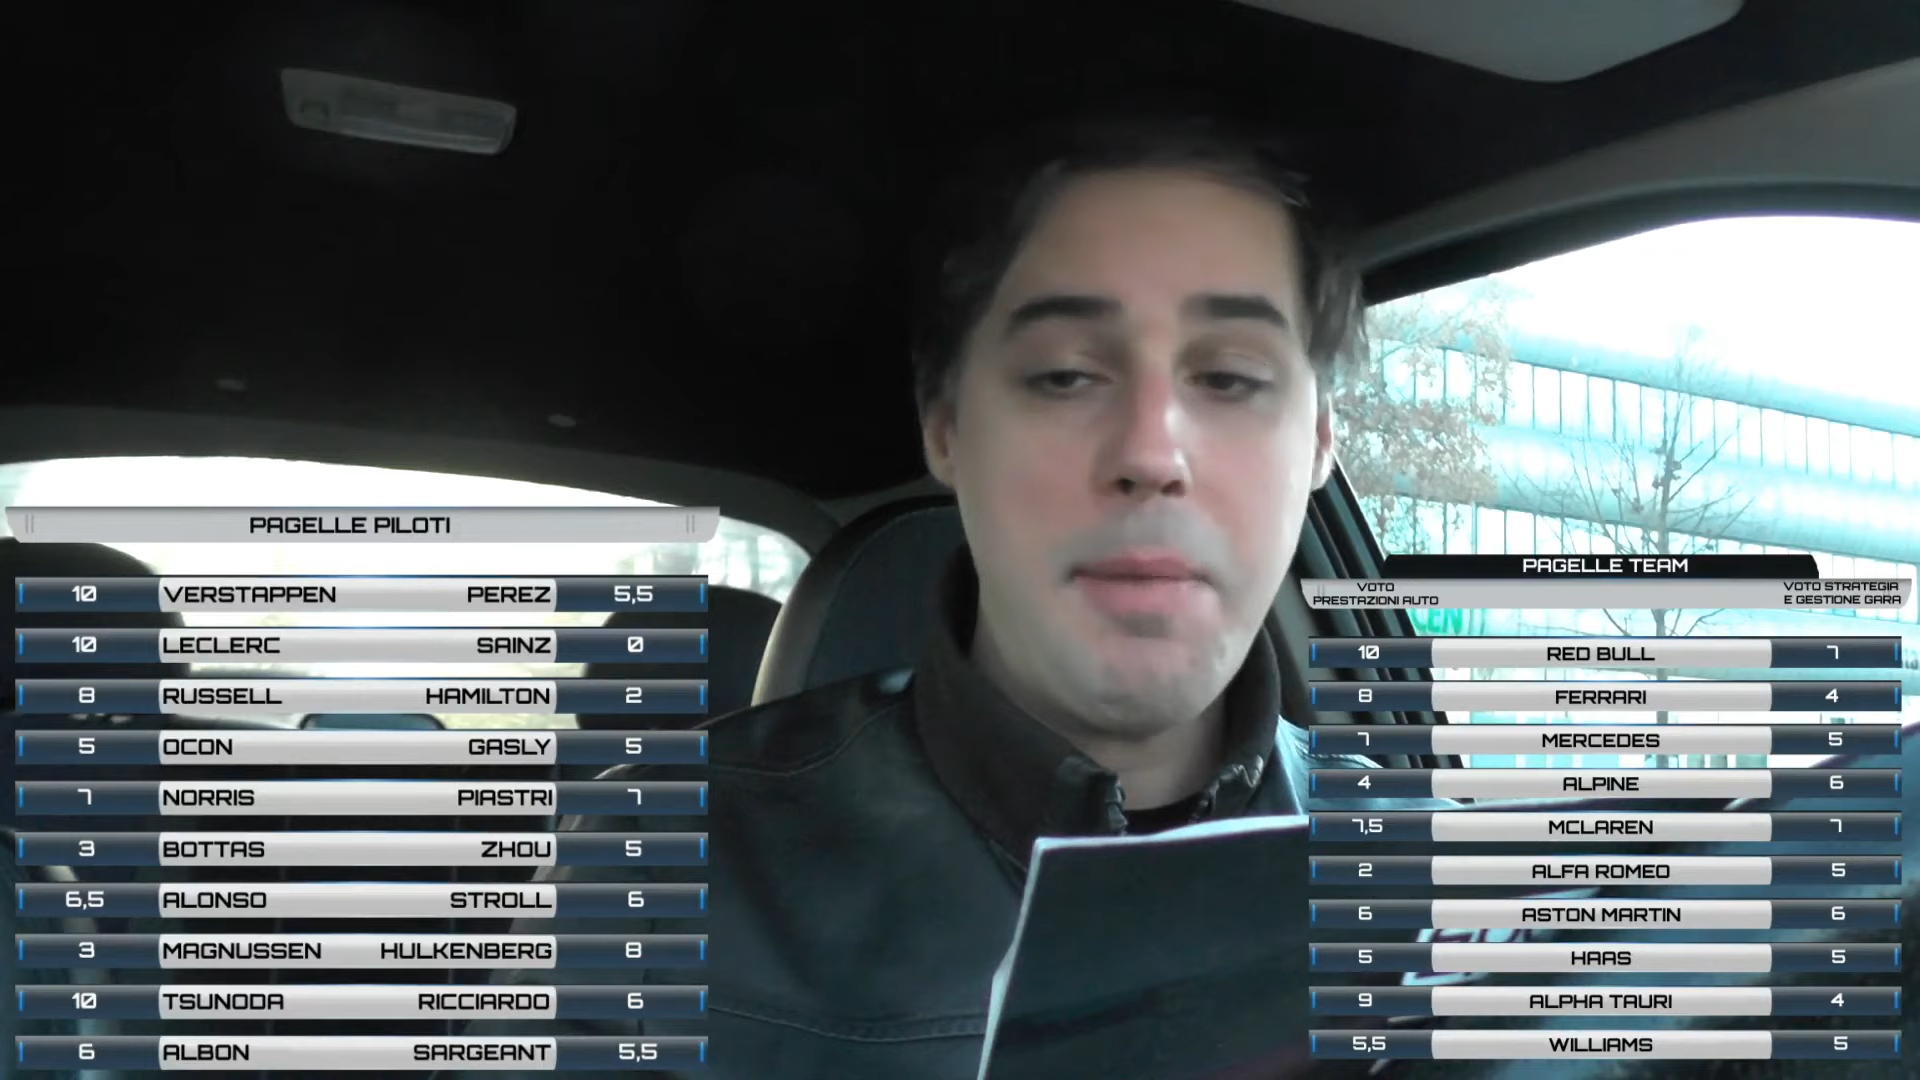 PAGELLE PILOTI
10 VERSTAPPEN PEREZ 5,5
10 LECLERC SAINZ 0
8 RUSSELL HAMILTON 2
5 OCON GASLY 5
7 NORRIS PIASTRI 7
3 BOTTAS ZHOU 5
6,5 ALONSO STROLL 6
3 MAGNUSSEN HULKENBERG 8
10 TSUNODA RICCIARDO 6
6 ALBON SARGEANT 5,5
PAGELLE TEAM
VOTO PRESTAZIONI AUTO
VOTO STRATEGIA E GESTIONE GARA
10 RED BULL 7
8 FERRARI 4
7 MERCEDES 5
4 ALPINE 6
7,5 MCLAREN 7
2 ALFA ROMEO 5
6 ASTON MARTIN 6
5 HAAS 5
9 ALPHA TAURI 4
5,5 WILLIAMS 5